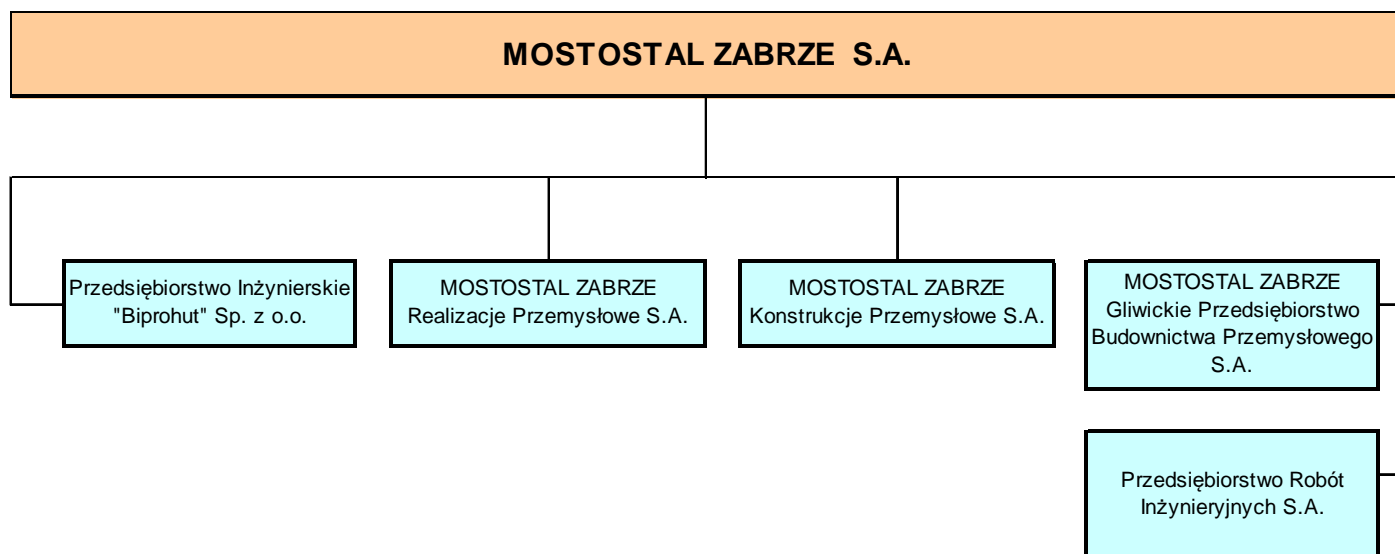 MOSTOSTAL ZABRZE S.A.
Przedsiębiorstwo Inżynierskie
"Biprohut" Sp. z o.o.
MOSTOSTAL ZABRZE
Realizacje Przemysłowe S.A.
MOSTOSTAL ZABRZE
Konstrukcje Przemysłowe S.A.
MOSTOSTAL ZABRZE
Gliwickie Przedsiębiorstwo
Budownictwa Przemysłowego
S.A.
Przedsiębiorstwo Robót
Inżynieryjnych S.A.